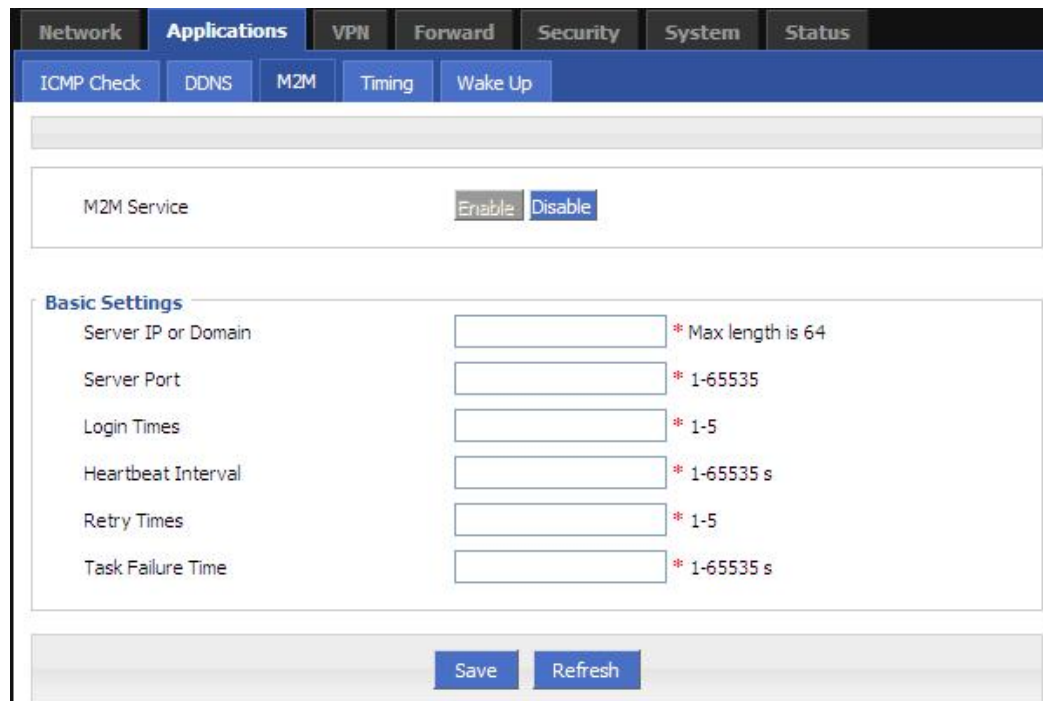 Network Applications VPN Forward Security System Status
ICMP Check DDNS M2M Timing Wake Up
M2M Service Enable Disable
Basic Settings
Server IP or Domain * Max length is 64
Server Port * 1-65535
Login Times * 1-5
Heartbeat Interval * 1-65535 s
Retry Times * 1-5
Task Failure Time * 1-65535 s
Save Refresh